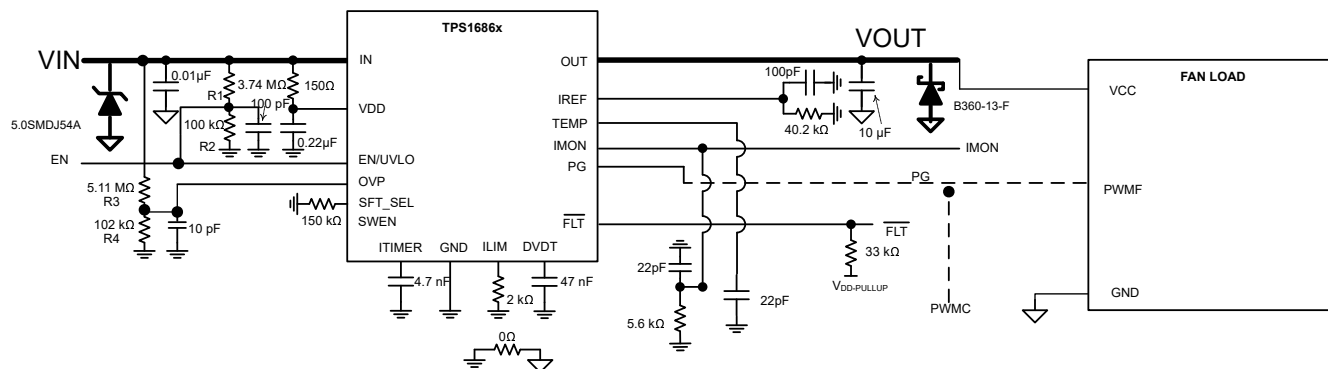 TPS1686x
VIN
VOUT
IN
OUT
FAN LOAD
0.01µF
3.74 MΩ
R1
150Ω
100pF
VCC
IREF
B360-13-F
5.0SMDJ54A
VDD
100 pF
100 kΩ
R2
0.22µF
TEMP
40.2 kΩ
10 µF
IMON
IMON
EN
EN/UVLO
PG
PG
PWMF
OVP
5.11 MΩ
R3
SFT_SEL
102 kΩ
R4
10 pF
150 kΩ
SWEN
FLT
FLT
ITIMER
GND
ILIM
DVDT
33 kΩ
22pF
4.7 nF
2 kΩ
47 nF
VDD-PULLUP
22pF
GND
PWMC
5.6 kΩ
0Ω